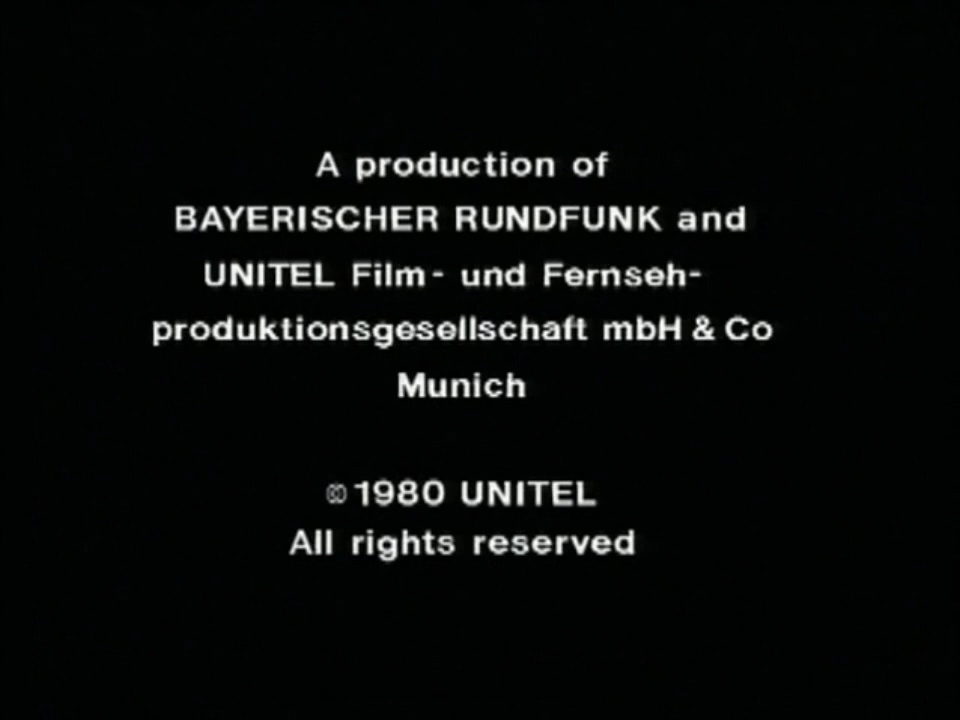 A production of
BAYERISCHER RUNDFUNK and
UNITEL Film- und Fernseh-
produktionsgesellschaft mbH & Co
Munich
© 1980 UNITEL
All rights reserved